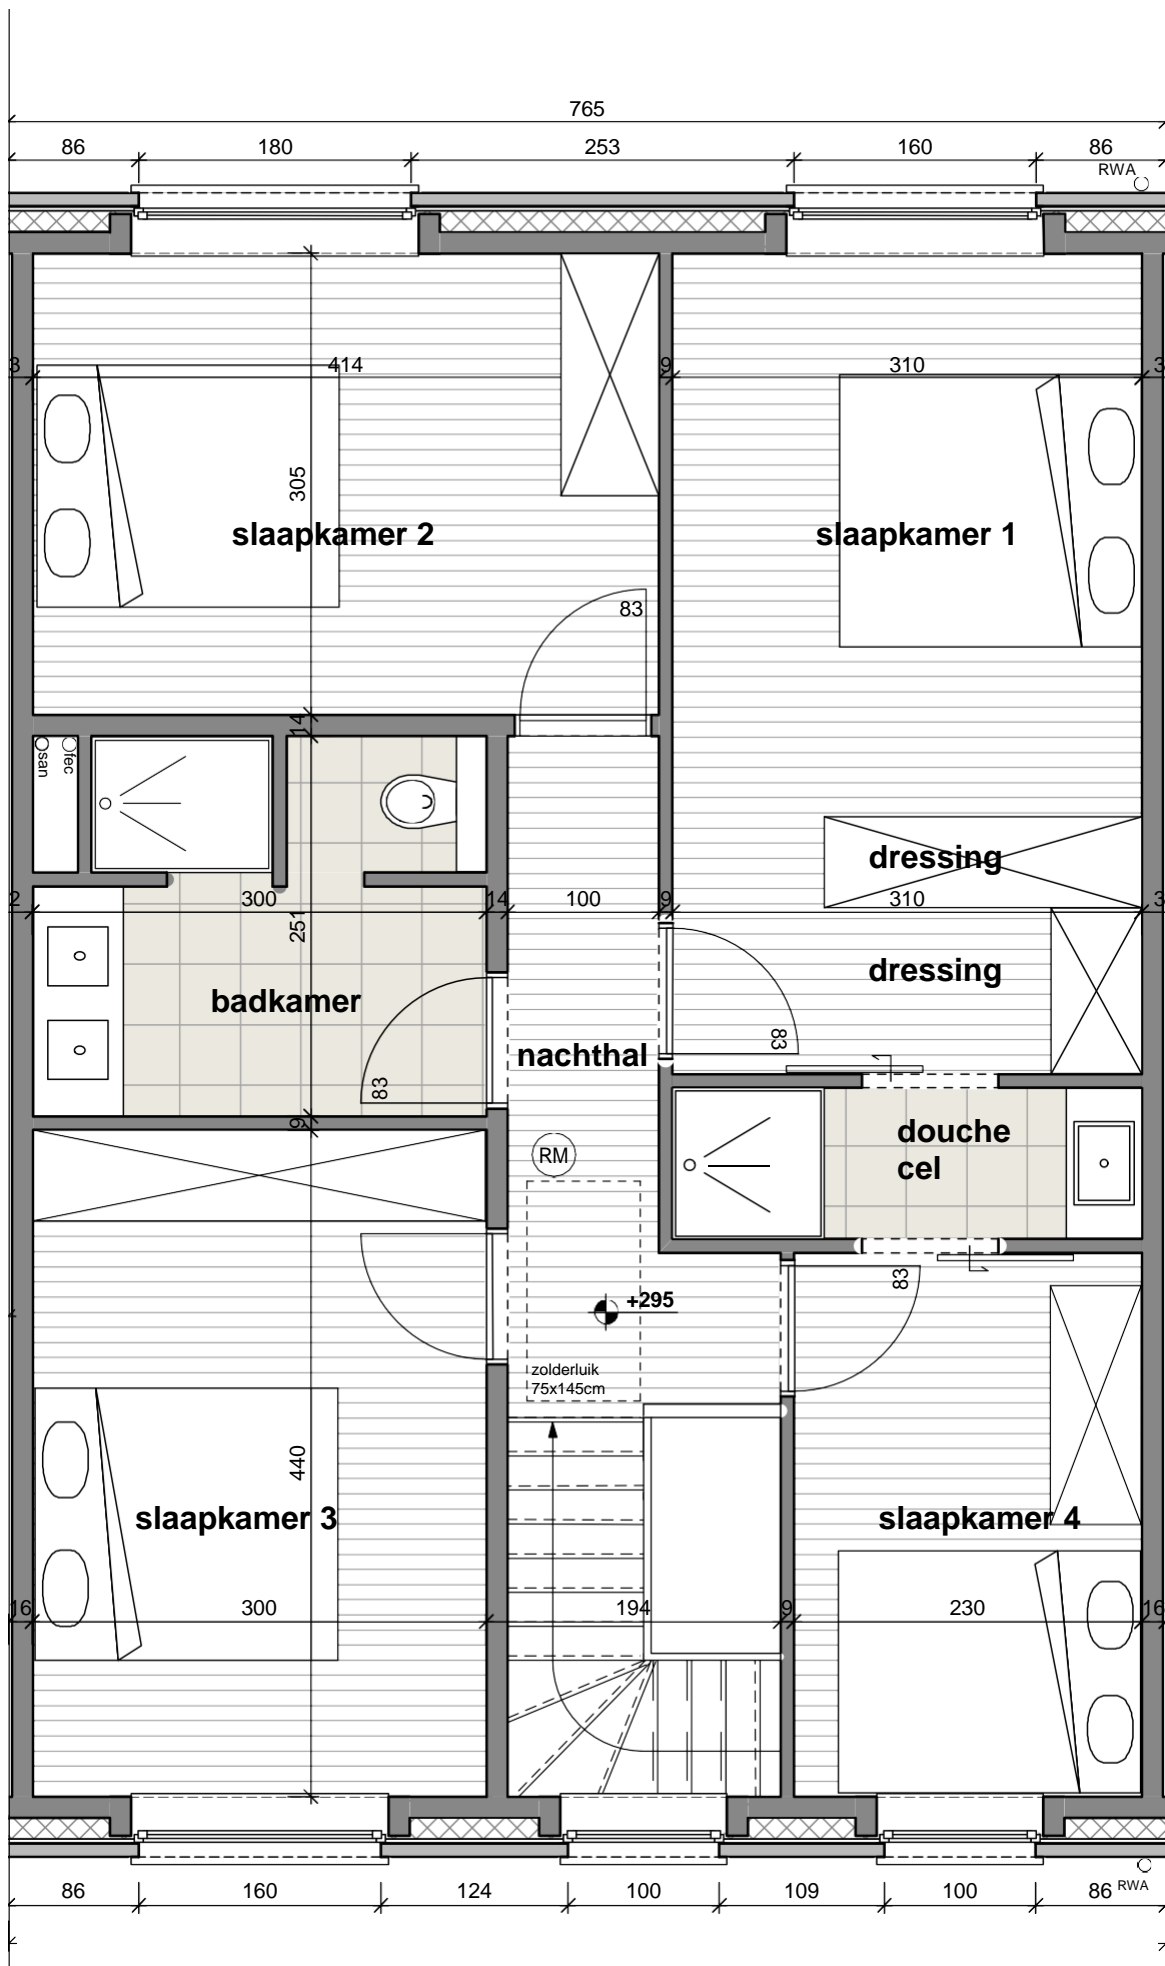 765
86 180 253 160 86
RWA
3 414 9 310 3
305
slaapkamer 2 slaapkamer 1
83
14
san fec
dressing
2 300 14 100 9 310 3
251
dressing
badkamer
83
83
nachthal
9
douche
cel
RM
83
+295
zolderluik
75x145cm
440
slaapkamer 3 slaapkamer 4
16 300 194 9 230 16
86 160 124 100 109 100 86 RWA